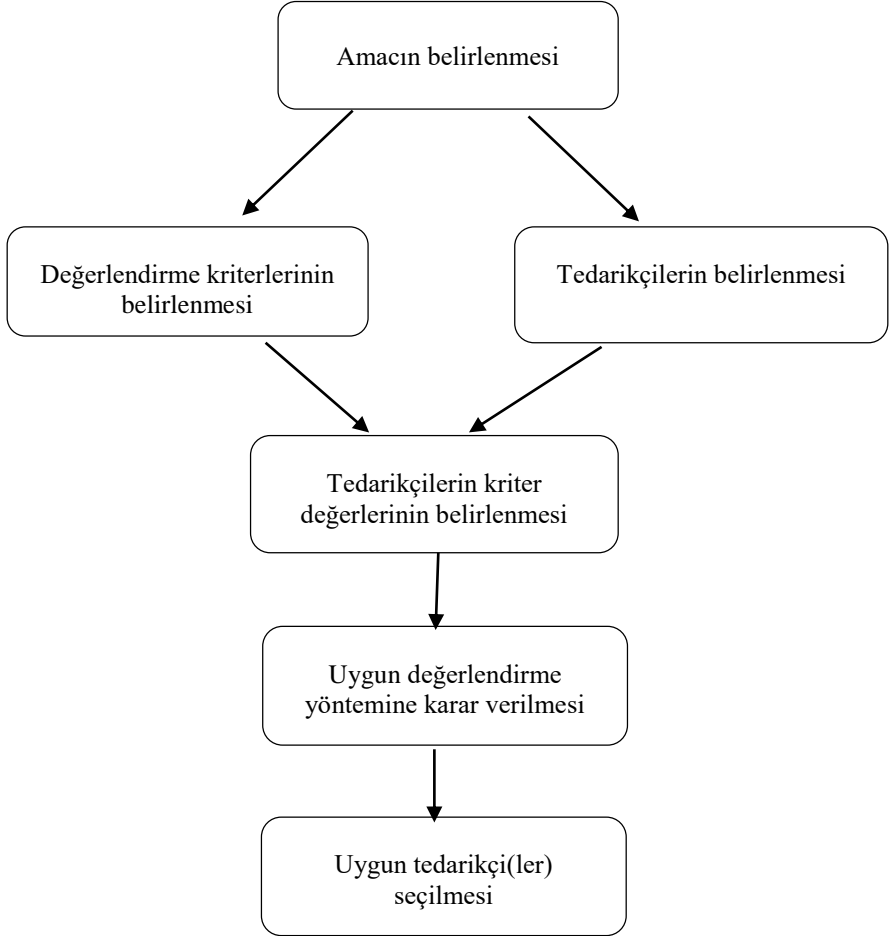 Amacın belirlenmesi
Değerlendirme kriterlerinin
belirlenmesi
Tedarikçilerin belirlenmesi
Tedarikçilerin kriter
değerlerinin belirlenmesi
Uygun değerlendirme
yöntemine karar verilmesi
Uygun tedarikçi(ler)
seçilmesi